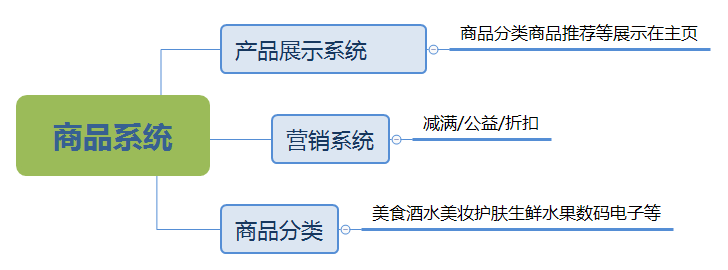 商品系统
产品展示系统
商品分类商品推荐等展示在主页
营销系统
减满/公益/折扣
商品分类
美食酒水美妆护肤生鲜水果数码电子等